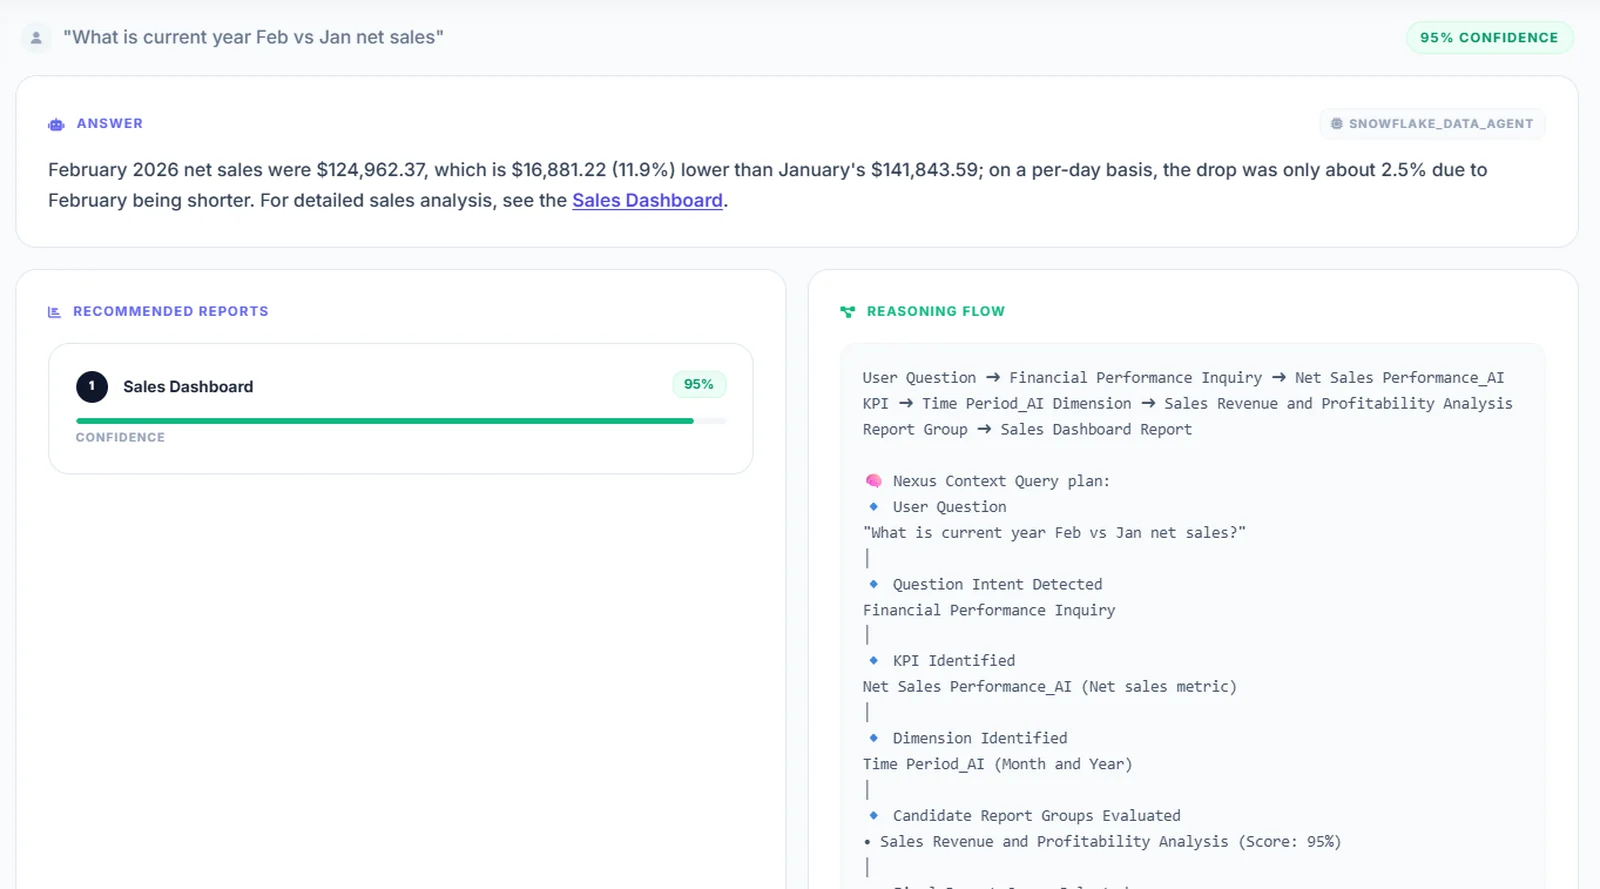 "What is current year Feb vs Jan net sales"
95% CONFIDENCE
ANSWER
SNOWFLAKE_DATA_AGENT
February 2026 net sales were $124,962.37, which is $16,881.22 (11.9%) lower than January's $141,843.59; on a per-day basis, the drop was only about 2.5% due to
February being shorter. For detailed sales analysis, see the Sales Dashboard.
RECOMMENDED REPORTS
1 Sales Dashboard
95%
CONFIDENCE
REASONING FLOW
User Question → Financial Performance Inquiry → Net Sales Performance_AI
KPI → Time Period_AI Dimension → Sales Revenue and Profitability Analysis
Report Group → Sales Dashboard Report
🧠 Nexus Context Query plan:
🔹 User Question
"What is current year Feb vs Jan net sales?"
│
🔹 Question Intent Detected
Financial Performance Inquiry
│
🔹 KPI Identified
Net Sales Performance_AI (Net sales metric)
│
🔹 Dimension Identified
Time Period_AI (Month and Year)
│
🔹 Candidate Report Groups Evaluated
• Sales Revenue and Profitability Analysis (Score: 95%)
│